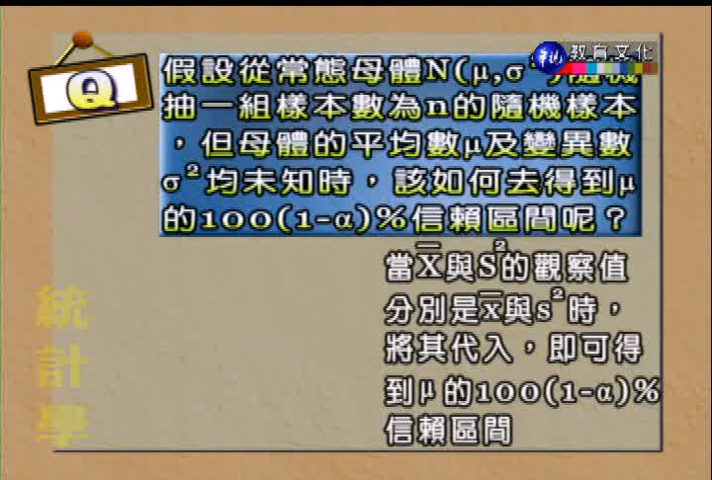 Q
假設從常態母體N(μ,σ
抽一組樣本數為n的隨機樣本
，但母體的平均數μ及變異數
σ²均未知時，該如何去得到μ
的100(1-α)%信賴區間呢？
當X̅與S²的觀察值
分別是x̅與s²時，
將其代入，即可得
到μ的100(1-α)%
信賴區間
統計學
華視 教育文化